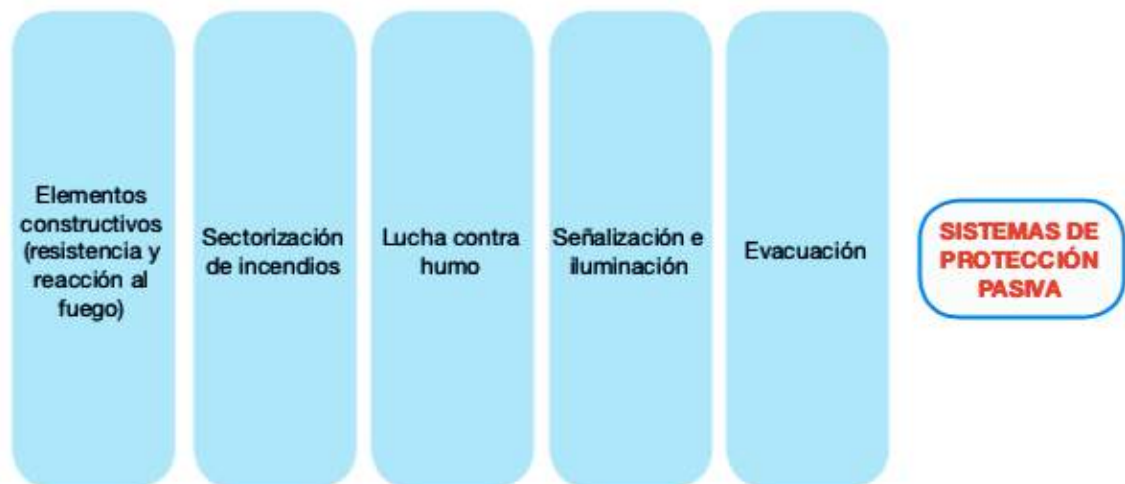 Elementos
constructivos
(resistencia y
reacción al
fuego)
Sectorización
de incendios
Lucha contra
humo
Señalización e
iluminación
Evacuación
SISTEMAS DE
PROTECCIÓN
PASIVA